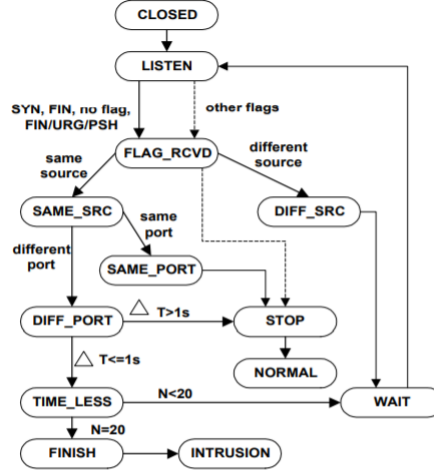 CLOSED
LISTEN
SYN, FIN, no flag,
FIN/URG/PSH
other flags
FLAG_RCVD
same
source
different
source
SAME_SRC
DIFF_SRC
same
port
different
port
SAME_PORT
DIFF_PORT
△ T>1s
STOP
△ T<=1s
NORMAL
TIME_LESS
N<20
WAIT
N=20
FINISH
INTRUSION